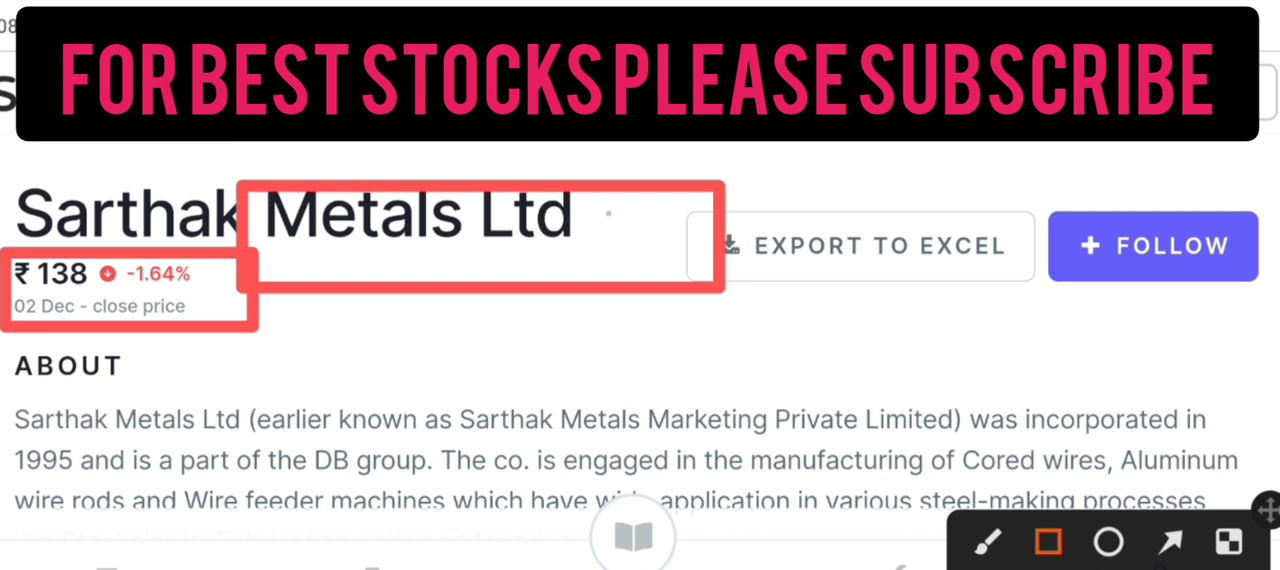 08
FOR BEST STOCKS PLEASE SUBSCRIBE
S
Sarthak Metals Ltd
EXPORT TO EXCEL
+ FOLLOW
₹ 138 -1.64%
02 Dec - close price
ABOUT
Sarthak Metals Ltd (earlier known as Sarthak Metals Marketing Private Limited) was incorporated in
1995 and is a part of the DB group. The co. is engaged in the manufacturing of Cored wires, Aluminum
wire rods and Wire feeder machines which have wide application in various steel-making processes